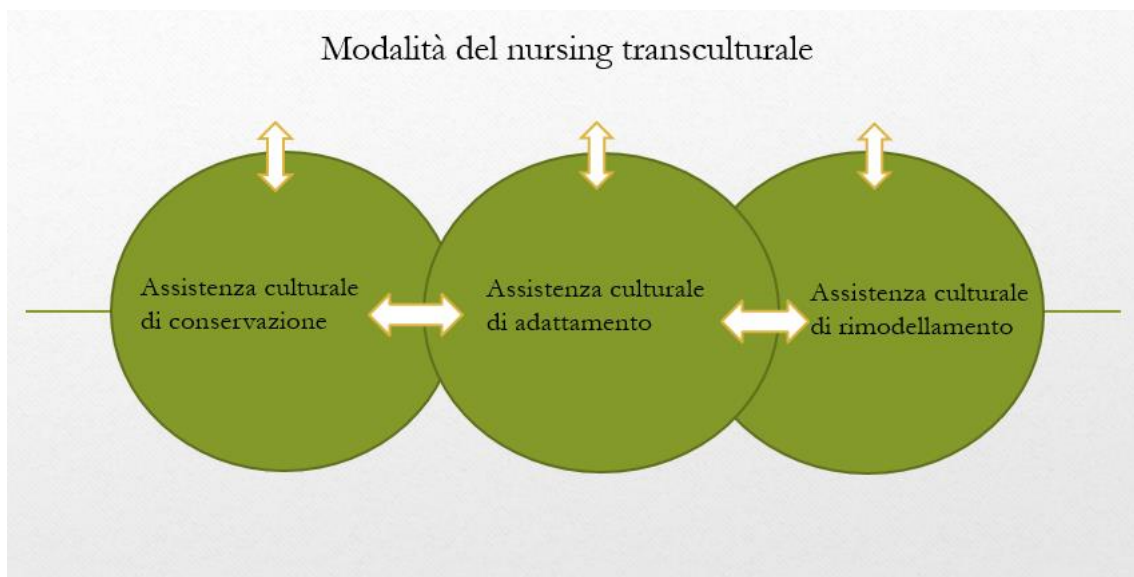 Modalità del nursing transculturale
Assistenza culturale
di conservazione
Assistenza culturale
di adattamento
Assistenza culturale
di rimodellamento